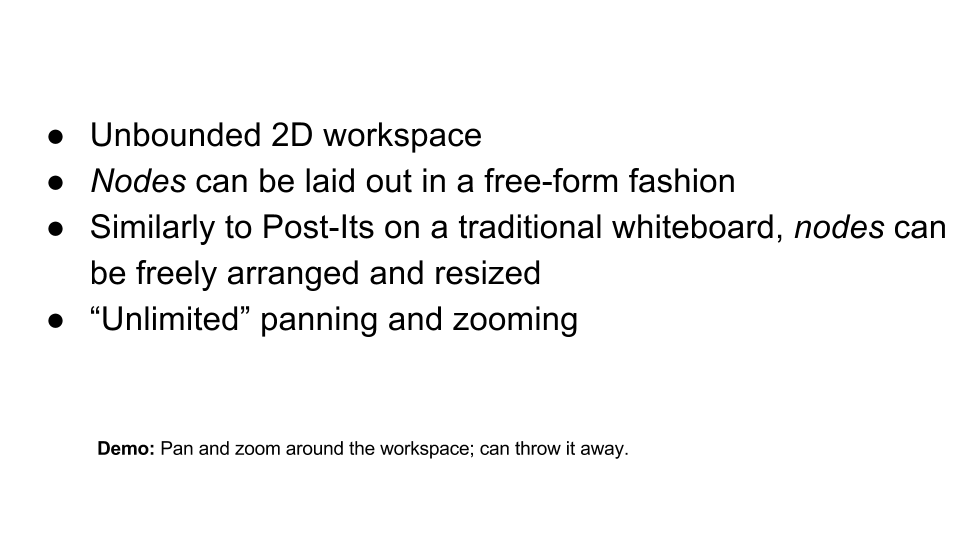 ● Unbounded 2D workspace
● Nodes can be laid out in a free-form fashion
● Similarly to Post-Its on a traditional whiteboard, nodes can
be freely arranged and resized
● “Unlimited” panning and zooming
Demo: Pan and zoom around the workspace; can throw it away.